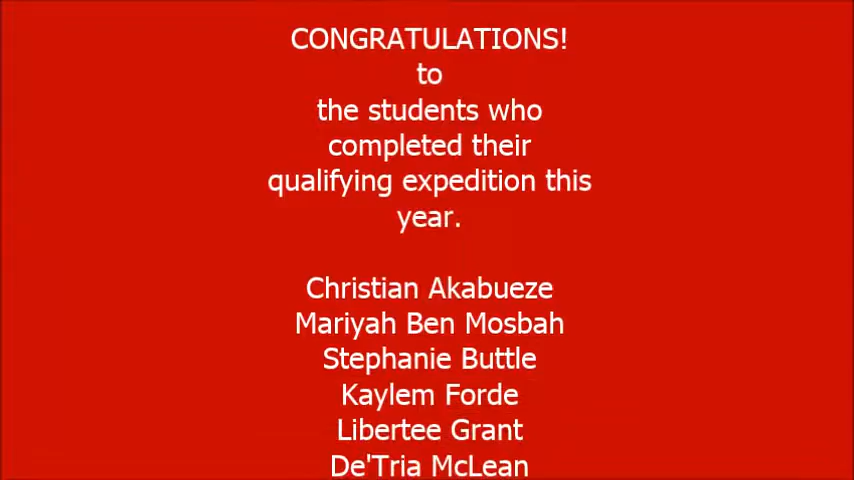 CONGRATULATIONS!
to
the students who
completed their
qualifying expedition this
year.
Christian Akabueze
Mariyah Ben Mosbah
Stephanie Buttle
Kaylem Forde
Libertee Grant
De'Tria McLean